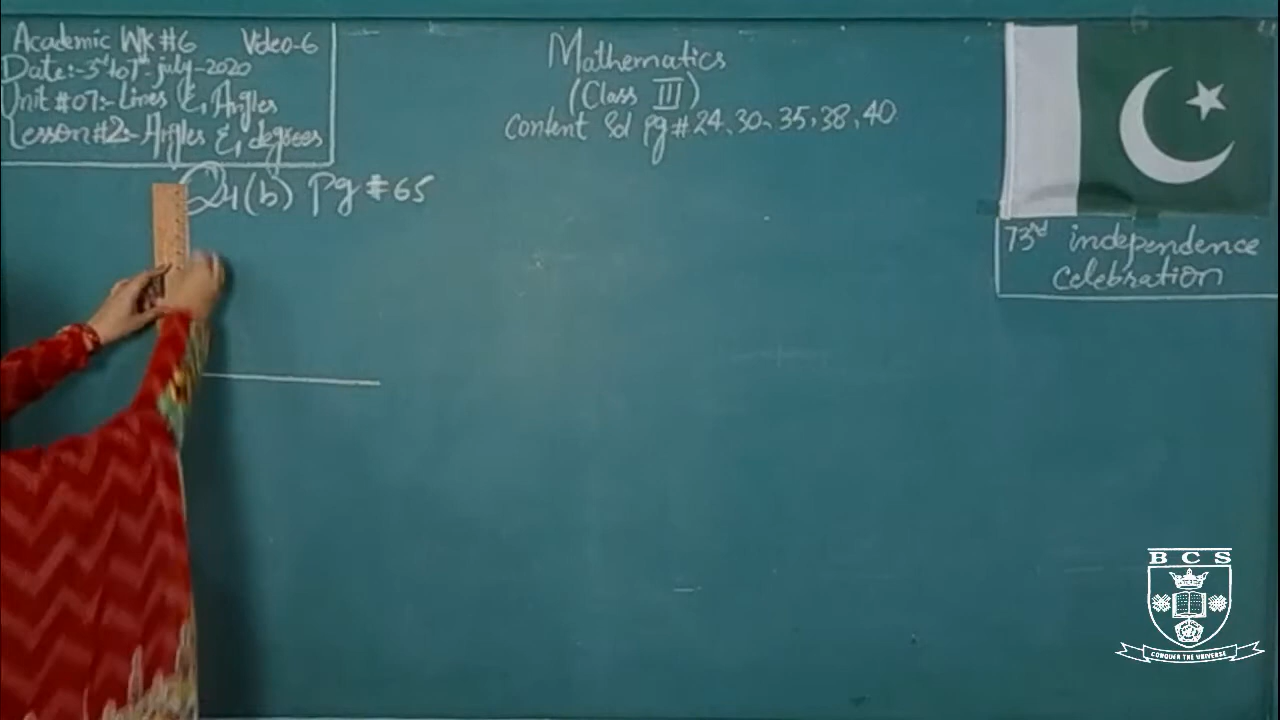 Academic Wk #6 Video-6
Date:-3rd to 7th-july-2020
Unit #07:- Lines & Angles
Lesson #2:- Angles & degrees
Mathematics
(Class III)
Content Sol pg # 24, 30, 35, 38, 40
Q4(b) Pg # 65
73rd independence
celebration
BCS
CONQUER THE UNIVERSE